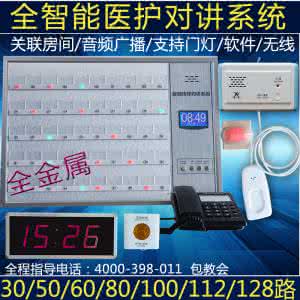 全智能医护对讲系统
关联房间/音频广播/支持门灯/软件/无线
08:49
全金属
15:26
全程指导电话：4000-398-011 包教会
30/50/60/80/100/112/128路